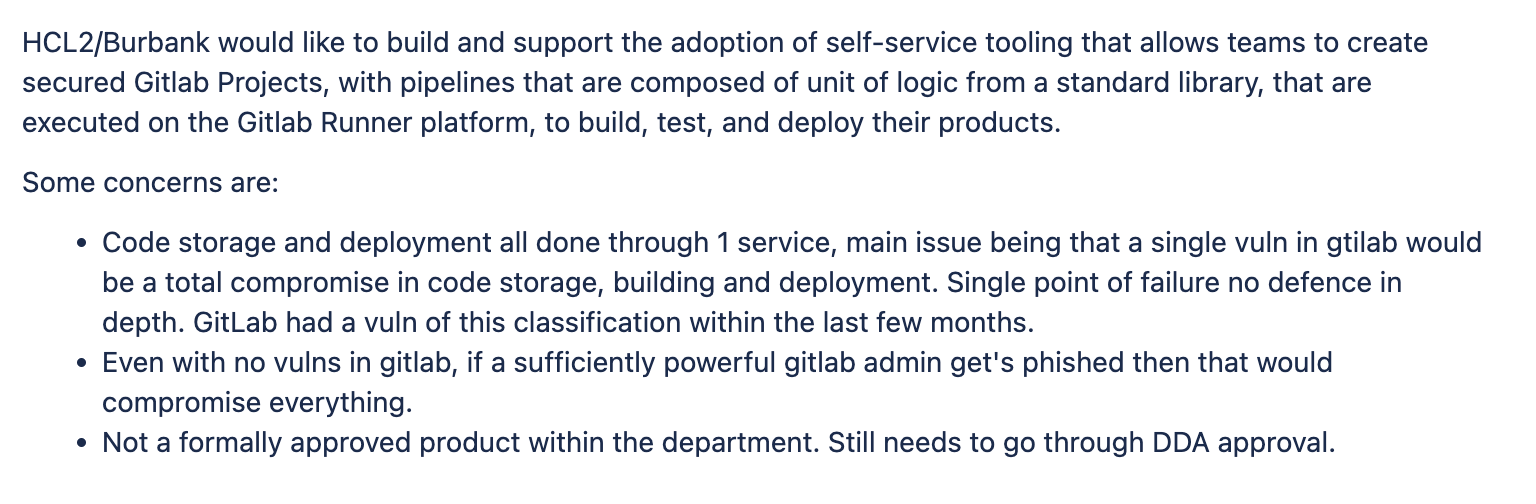 HCL2/Burbank would like to build and support the adoption of self-service tooling that allows teams to create
secured Gitlab Projects, with pipelines that are composed of unit of logic from a standard library, that are
executed on the Gitlab Runner platform, to build, test, and deploy their products.
Some concerns are:
• Code storage and deployment all done through 1 service, main issue being that a single vuln in gtilab would
be a total compromise in code storage, building and deployment. Single point of failure no defence in
depth. GitLab had a vuln of this classification within the last few months.
• Even with no vulns in gitlab, if a sufficiently powerful gitlab admin get's phished then that would
compromise everything.
• Not a formally approved product within the department. Still needs to go through DDA approval.